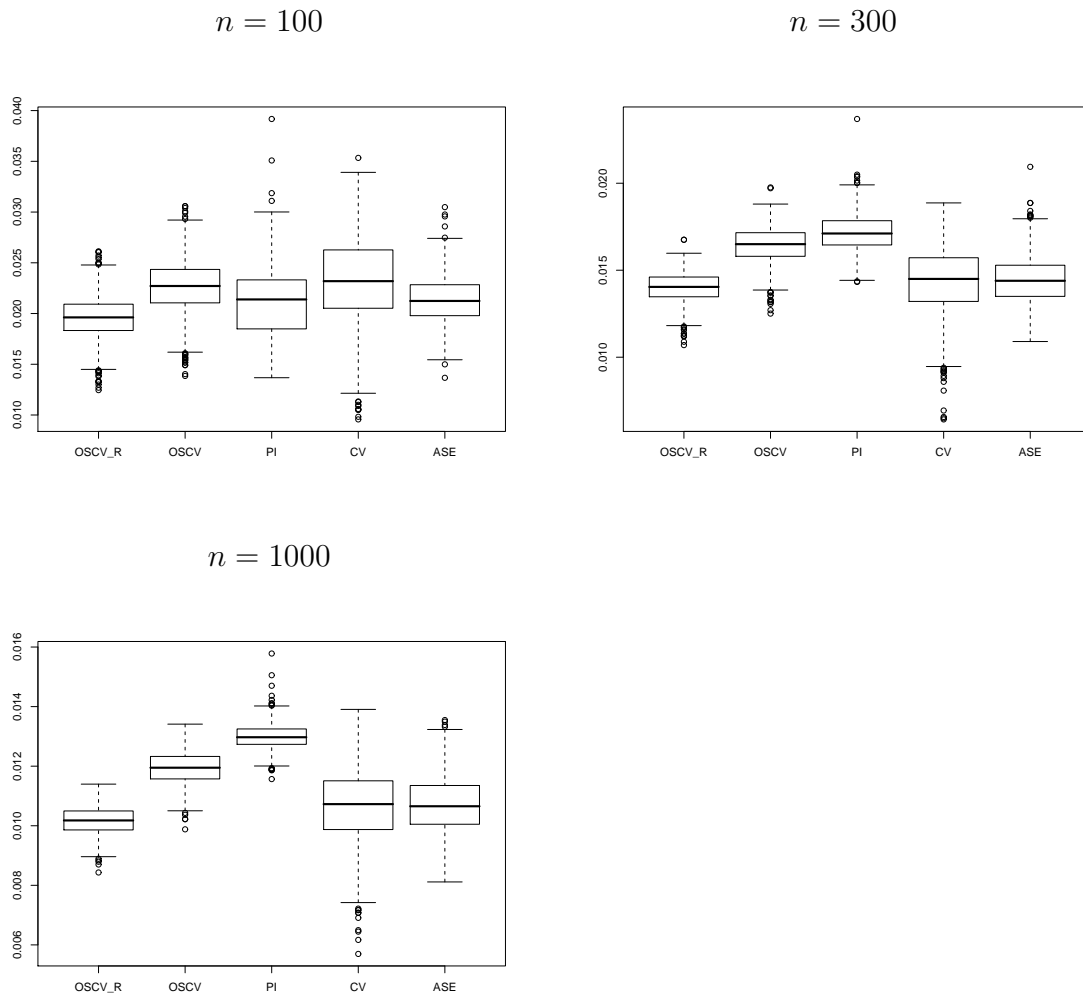 n = 100
n = 300
0.010 0.015 0.020 0.025 0.030 0.035 0.040
OSCV_R OSCV PI CV ASE
0.010 0.015 0.020
OSCV_R OSCV PI CV ASE
n = 1000
0.006 0.008 0.010 0.012 0.014 0.016
OSCV_R OSCV PI CV ASE